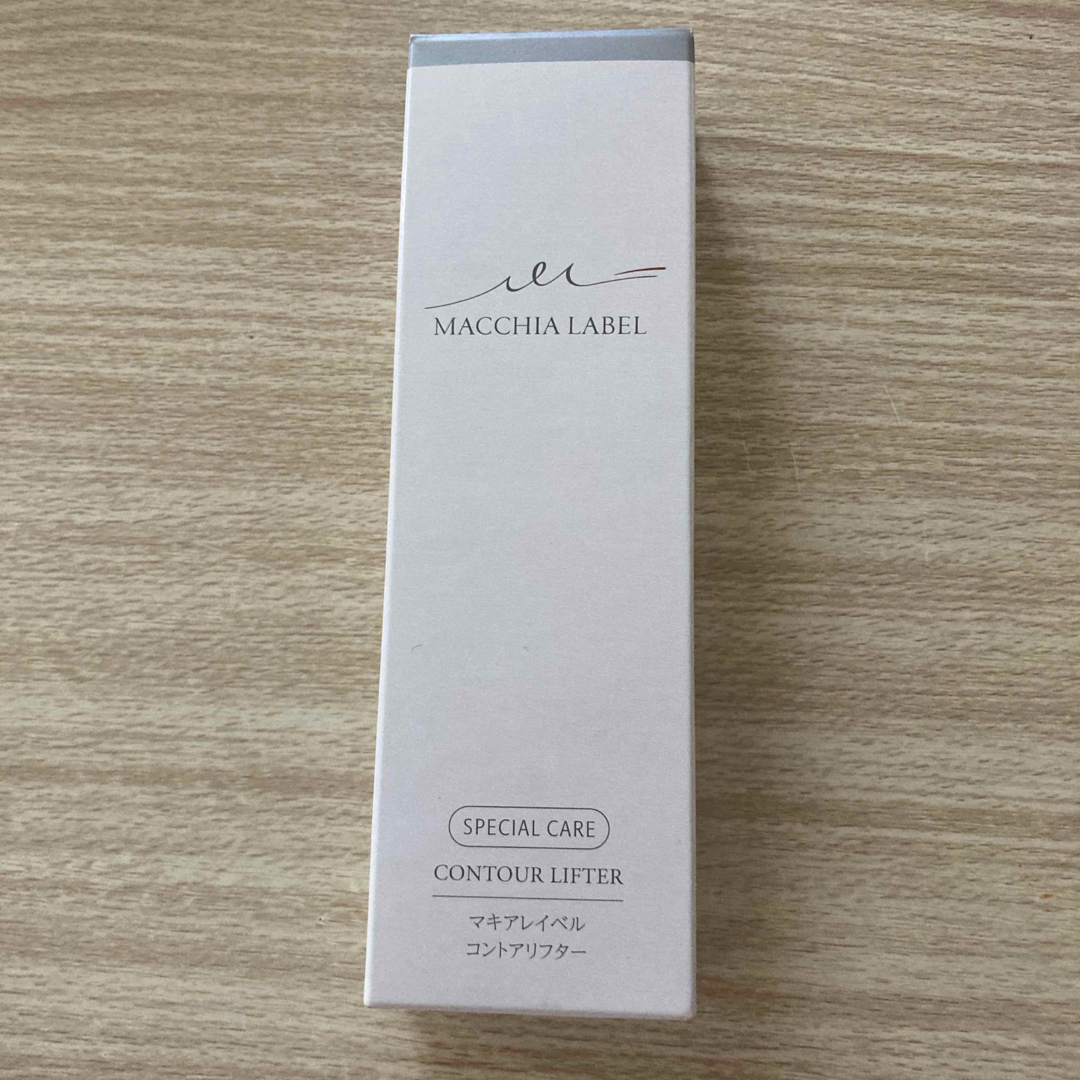 MACCHIA LABEL
SPECIAL CARE
CONTOUR LIFTER
マキアレイベル
コントアリフター